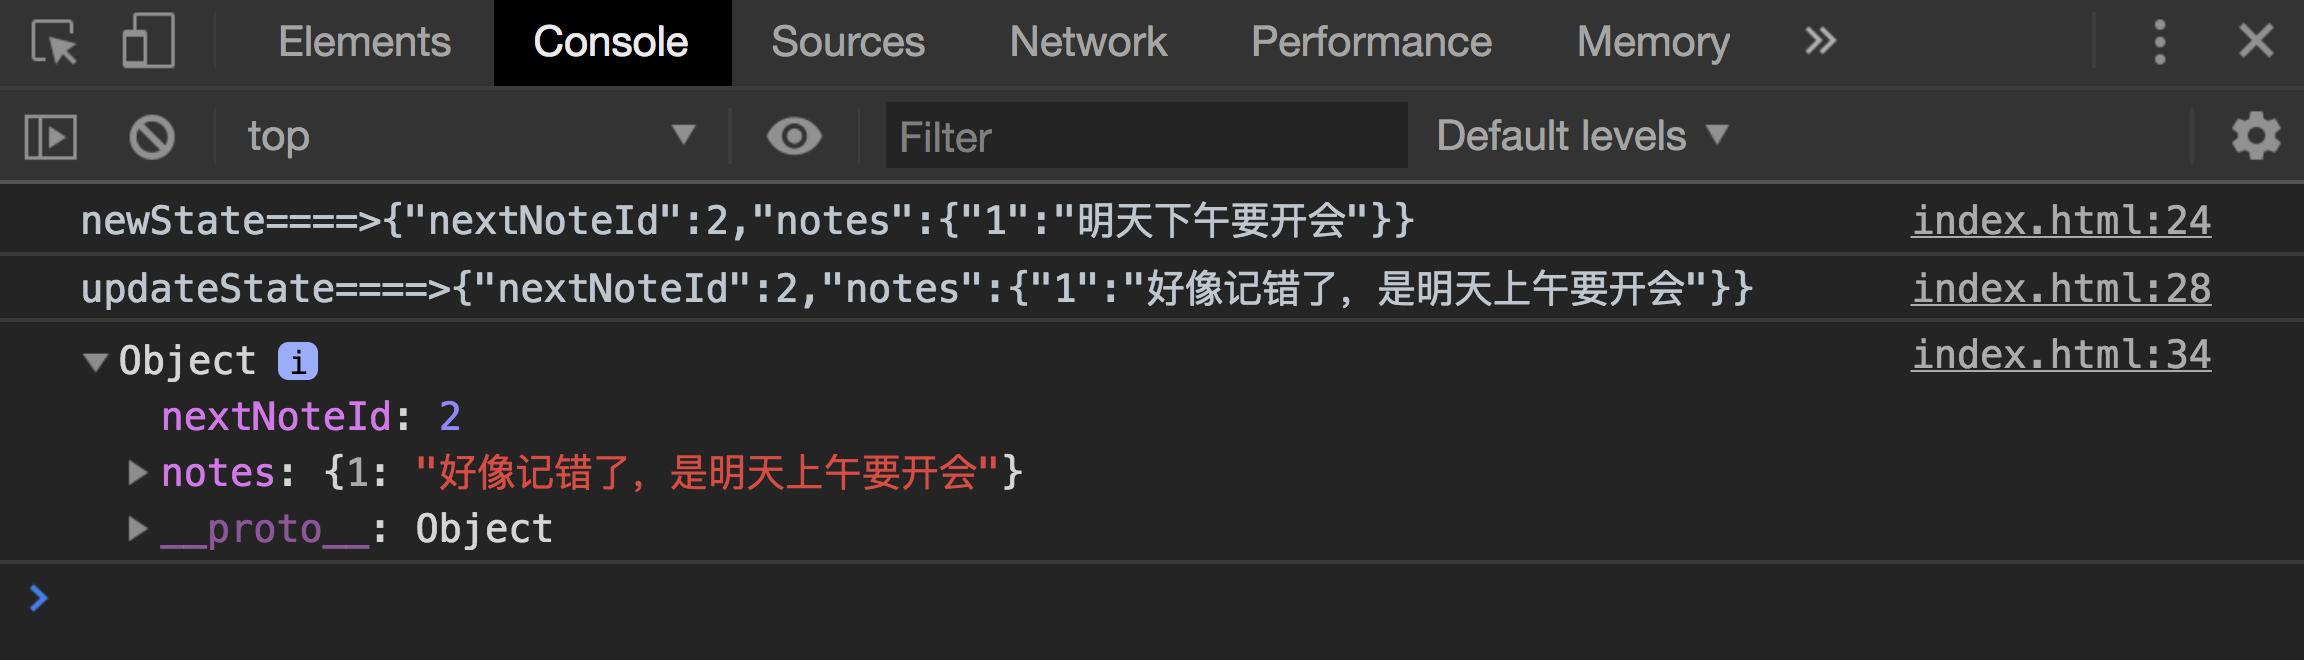 Elements Console Sources Network Performance Memory
top Filter Default levels
newState====>{"nextNoteId":2,"notes":{"1":"明天下午要开会"}} index.html:24
updateState====>{"nextNoteId":2,"notes":{"1":"好像记错了，是明天上午要开会"}} index.html:28
Object i index.html:34
nextNoteId: 2
notes: {1: "好像记错了，是明天上午要开会"}
__proto__: Object